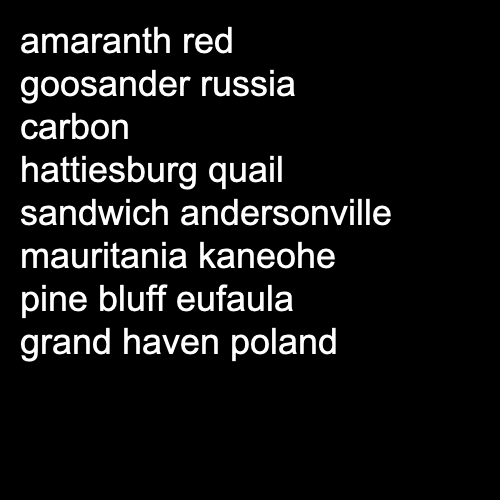 amaranth red
goosander russia
carbon
hattiesburg quail
sandwich andersonville
mauritania kaneohe
pine bluff eufaula
grand haven poland